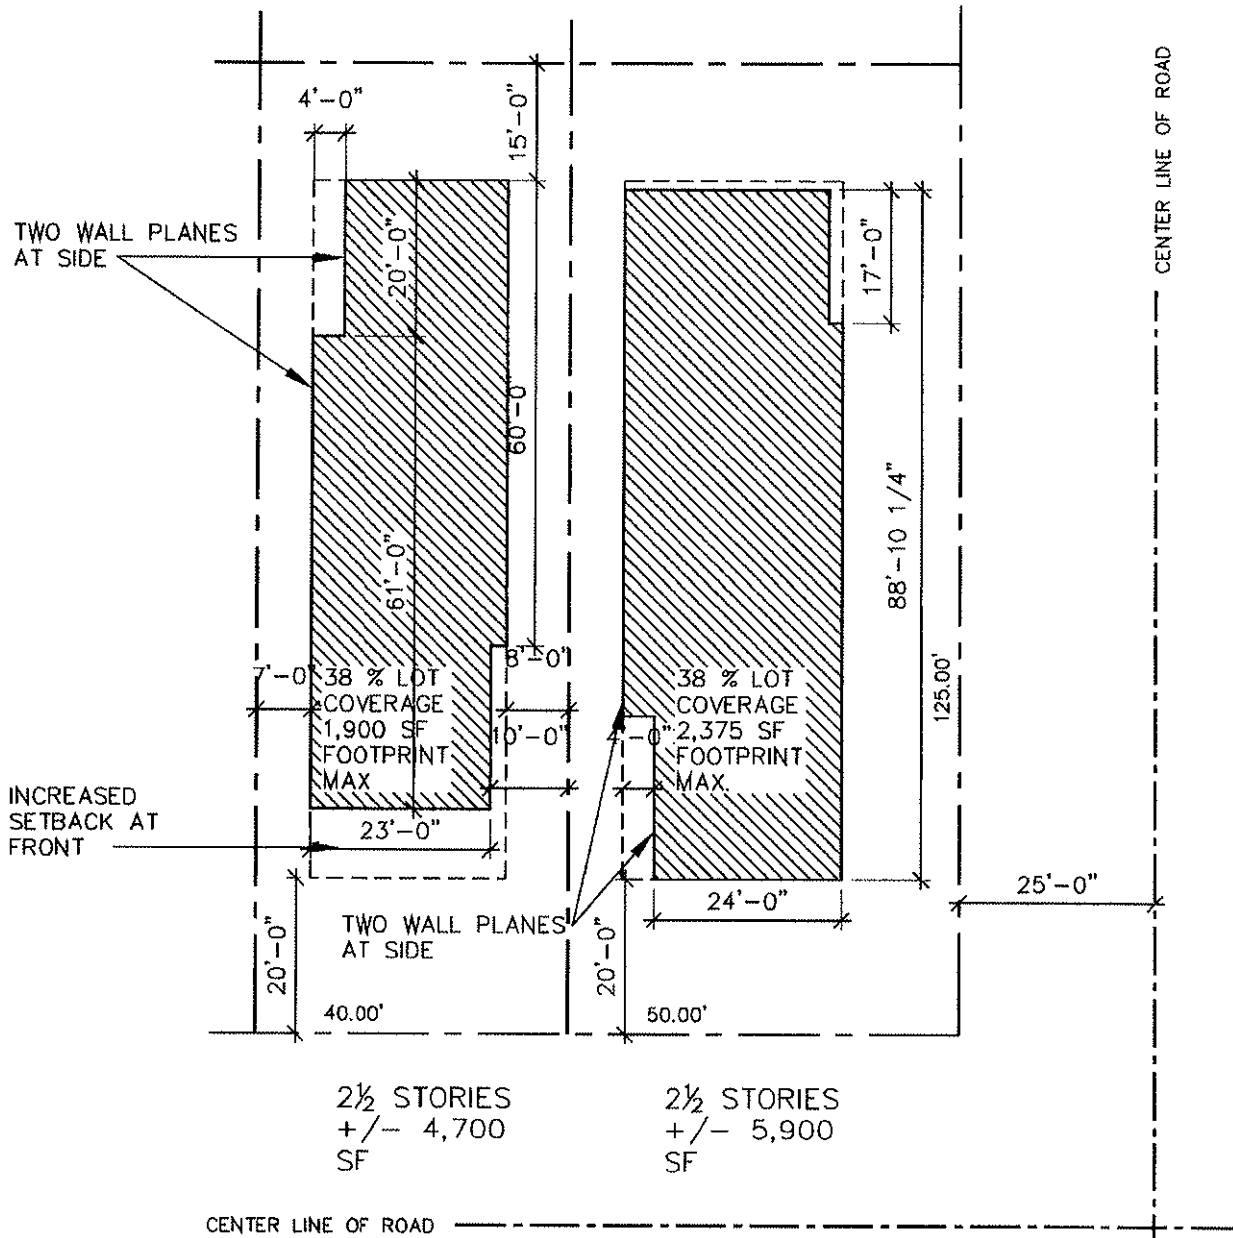 CENTER LINE OF ROAD
4'-0"
15'-0"
TWO WALL PLANES
AT SIDE
20'-0"
17'-0"
60'-0"
88'-10 1/4"
61'-0"
7'-0"
8'-0"
38 % LOT
COVERAGE
1,900 SF
FOOTPRINT
MAX
10'-0"
4'-0"
38 % LOT
COVERAGE
2,375 SF
FOOTPRINT
MAX.
125.00'
INCREASED
SETBACK AT
FRONT
23'-0"
24'-0"
25'-0"
TWO WALL PLANES
AT SIDE
20'-0"
20'-0"
40.00'
50.00'
2½ STORIES
+/- 4,700
SF
2½ STORIES
+/- 5,900
SF
CENTER LINE OF ROAD